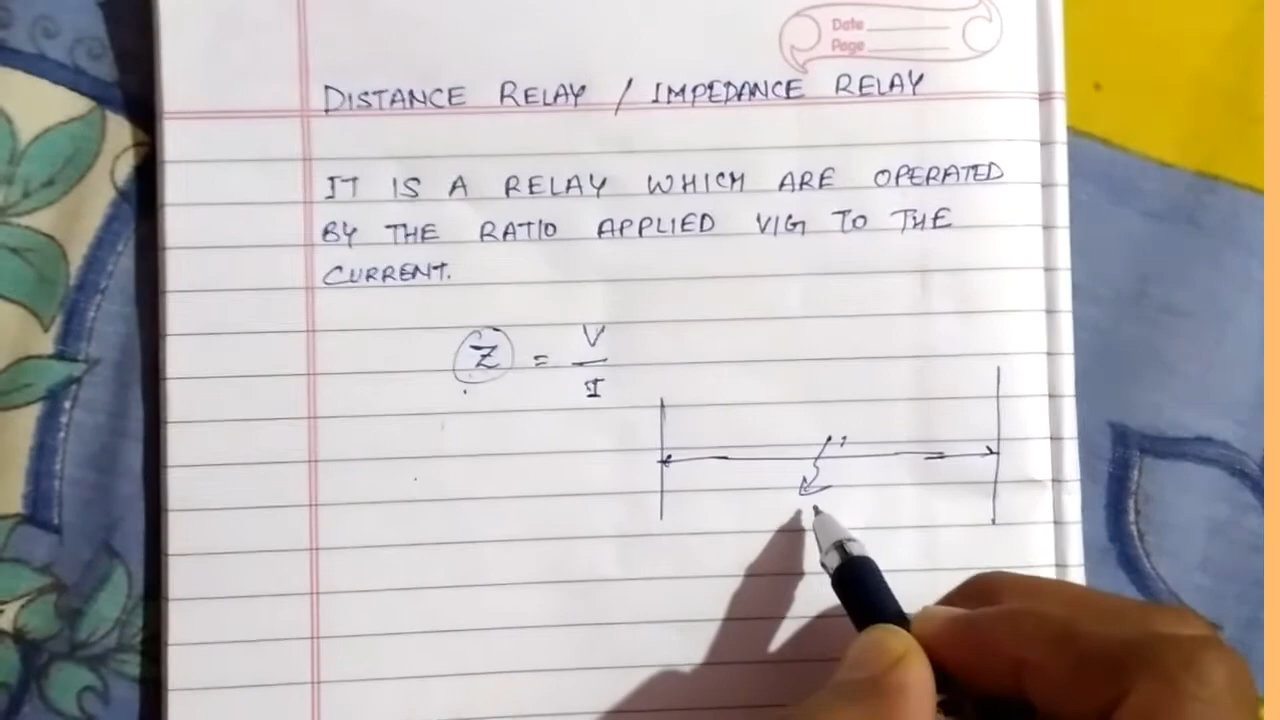 Date
Page
DISTANCE RELAY / IMPEDANCE RELAY
IT IS A RELAY WHICH ARE OPERATED
BY THE RATIO APPLIED V/G TO THE
CURRENT.
Z = V
I